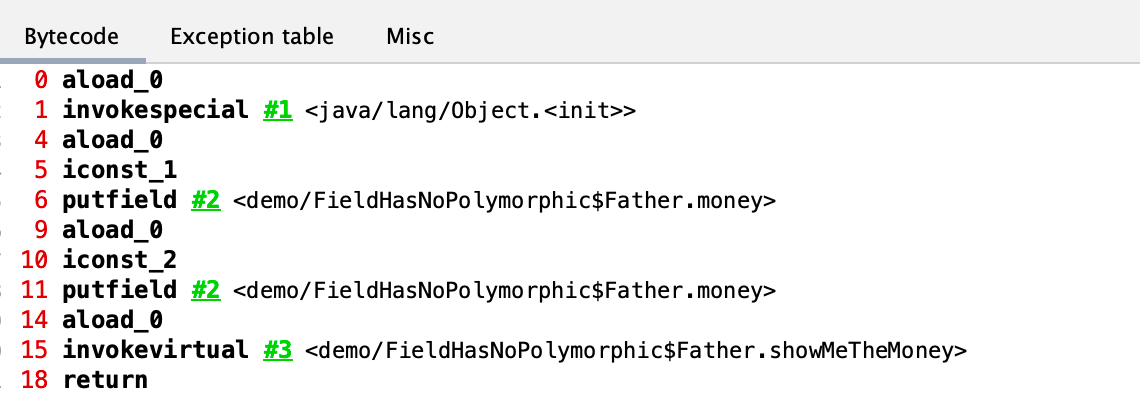 Bytecode Exception table Misc
0 aload_0
1 invokespecial #1 <java/lang/Object.<init>>
4 aload_0
5 iconst_1
6 putfield #2 <demo/FieldHasNoPolymorphic$Father.money>
9 aload_0
10 iconst_2
11 putfield #2 <demo/FieldHasNoPolymorphic$Father.money>
14 aload_0
15 invokevirtual #3 <demo/FieldHasNoPolymorphic$Father.showMeTheMoney>
18 return